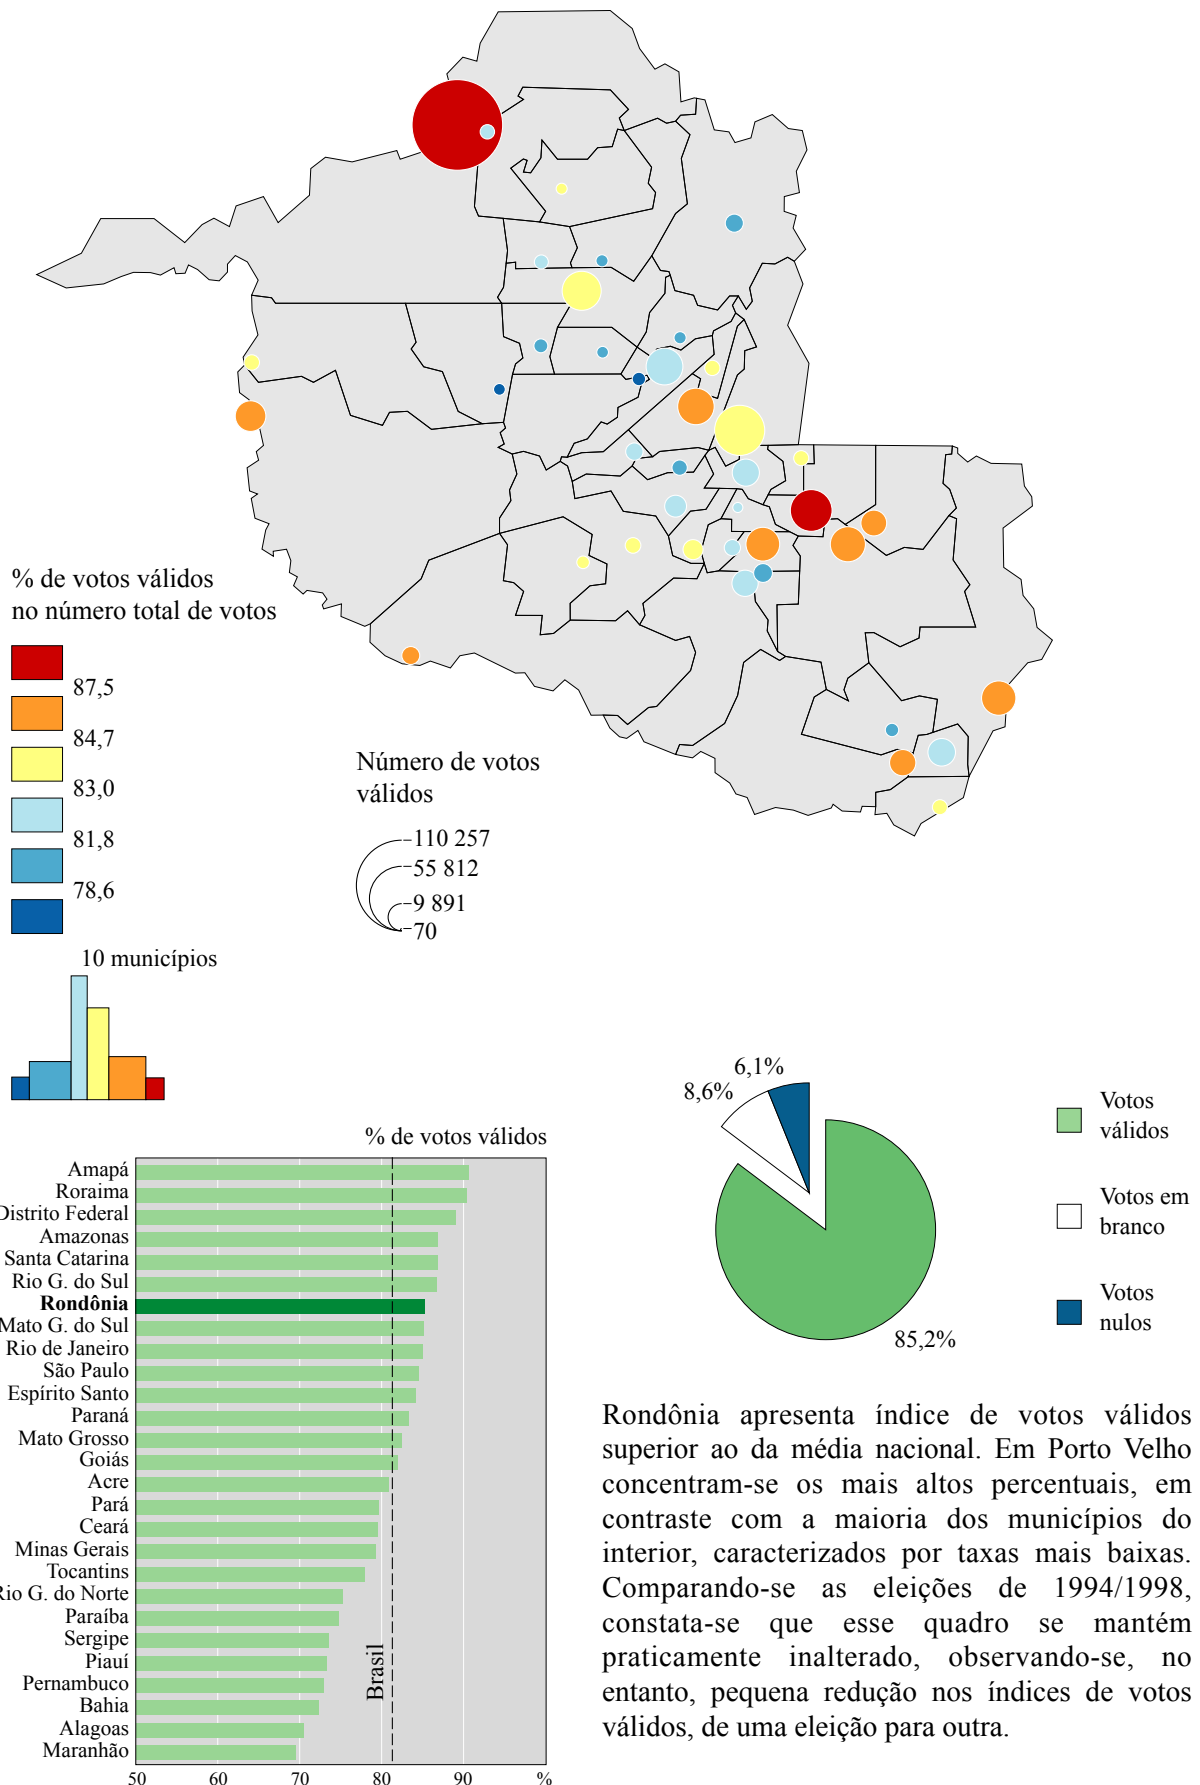 % de votos válidos
no número total de votos
87,5
84,7
83,0
81,8
78,6
Número de votos
válidos
110 257
55 812
9 891
70
10 municípios
6,1%
8,6%
85,2%
Votos
válidos
Votos em
branco
Votos
nulos
% de votos válidos
Amapá
Roraima
Distrito Federal
Amazonas
Santa Catarina
Rio G. do Sul
Rondônia
Mato G. do Sul
Rio de Janeiro
São Paulo
Espírito Santo
Paraná
Mato Grosso
Goiás
Acre
Pará
Ceará
Minas Gerais
Tocantins
Rio G. do Norte
Paraíba
Sergipe
Piauí
Pernambuco
Bahia
Alagoas
Maranhão
Brasil
50 60 70 80 90 %
Rondônia apresenta índice de votos válidos
superior ao da média nacional. Em Porto Velho
concentram-se os mais altos percentuais, em
contraste com a maioria dos municípios do
interior, caracterizados por taxas mais baixas.
Comparando-se as eleições de 1994/1998,
constata-se que esse quadro se mantém
praticamente inalterado, observando-se, no
entanto, pequena redução nos índices de votos
válidos, de uma eleição para outra.